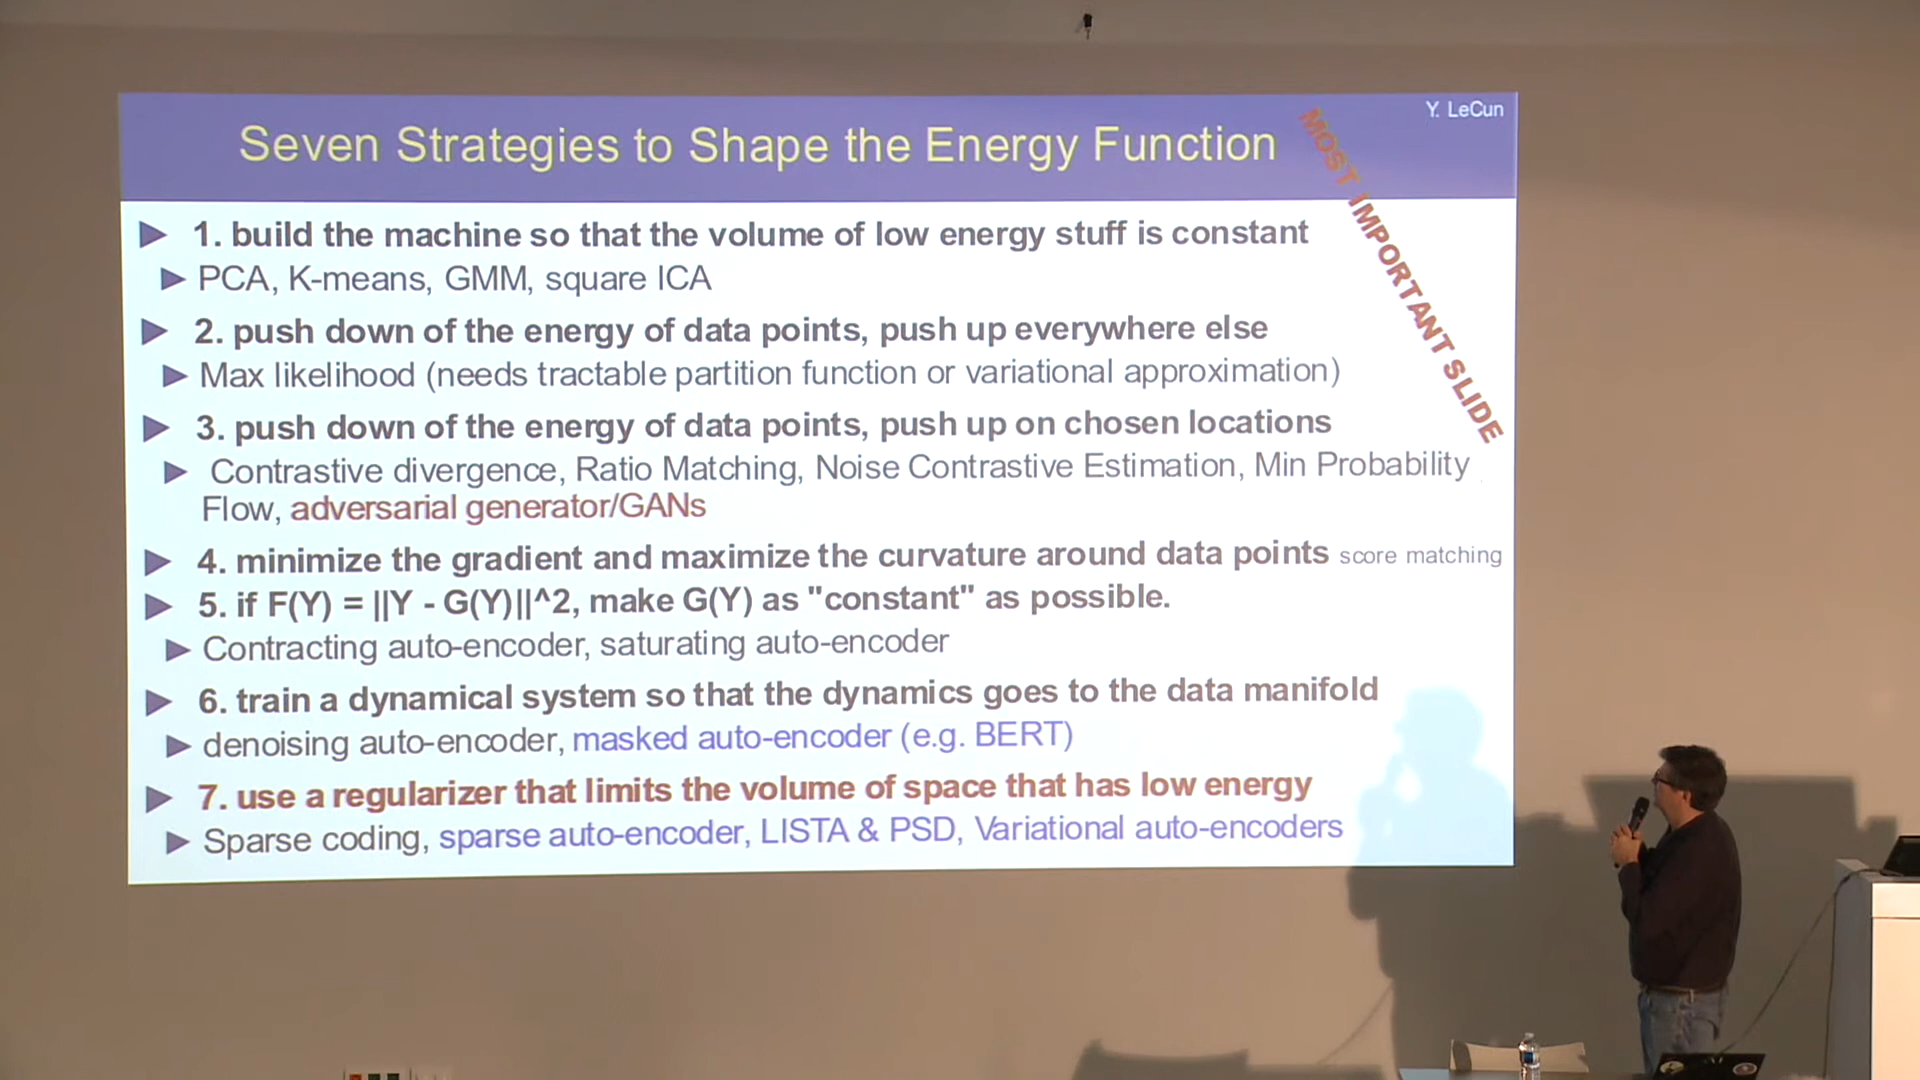 Y. LeCun
Seven Strategies to Shape the Energy Function
MOST IMPORTANT SLIDE
1. build the machine so that the volume of low energy stuff is constant
PCA, K-means, GMM, square ICA
2. push down of the energy of data points, push up everywhere else
Max likelihood (needs tractable partition function or variational approximation)
3. push down of the energy of data points, push up on chosen locations
Contrastive divergence, Ratio Matching, Noise Contrastive Estimation, Min Probability
Flow, adversarial generator/GANs
4. minimize the gradient and maximize the curvature around data points score matching
5. if F(Y) = ||Y - G(Y)||^2, make G(Y) as "constant" as possible.
Contracting auto-encoder, saturating auto-encoder
6. train a dynamical system so that the dynamics goes to the data manifold
denoising auto-encoder, masked auto-encoder (e.g. BERT)
7. use a regularizer that limits the volume of space that has low energy
Sparse coding, sparse auto-encoder, LISTA & PSD, Variational auto-encoders